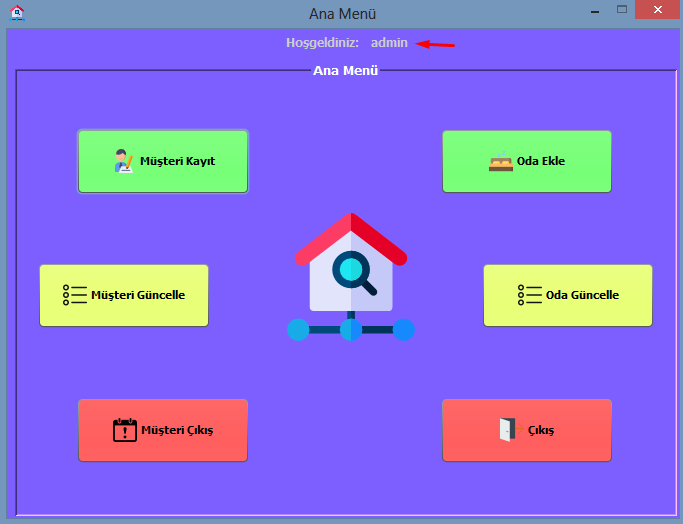 Ana Menü
Hoşgeldiniz: admin
Ana Menü
Müşteri Kayıt
Oda Ekle
Müşteri Güncelle
Oda Güncelle
Müşteri Çıkış
Çıkış